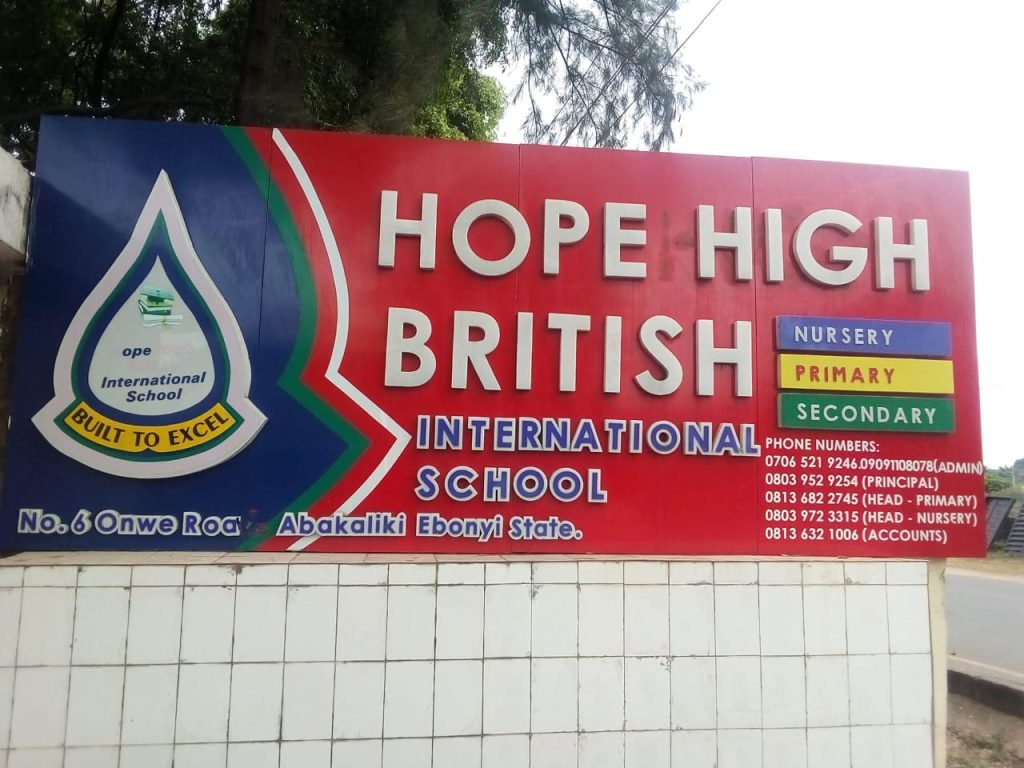 ope
International
School
BUILT TO EXCEL
HOPE HIGH
BRITISH
INTERNATIONAL
SCHOOL
NURSERY
PRIMARY
SECONDARY
PHONE NUMBERS:
0706 521 9246.09091108078(ADMIN)
0803 952 9254 (PRINCIPAL)
0813 682 2745 (HEAD - PRIMARY)
0803 972 3315 (HEAD - NURSERY)
0813 632 1006 (ACCOUNTS)
No. 6 Onwe Roa Abakaliki Ebonyi State.